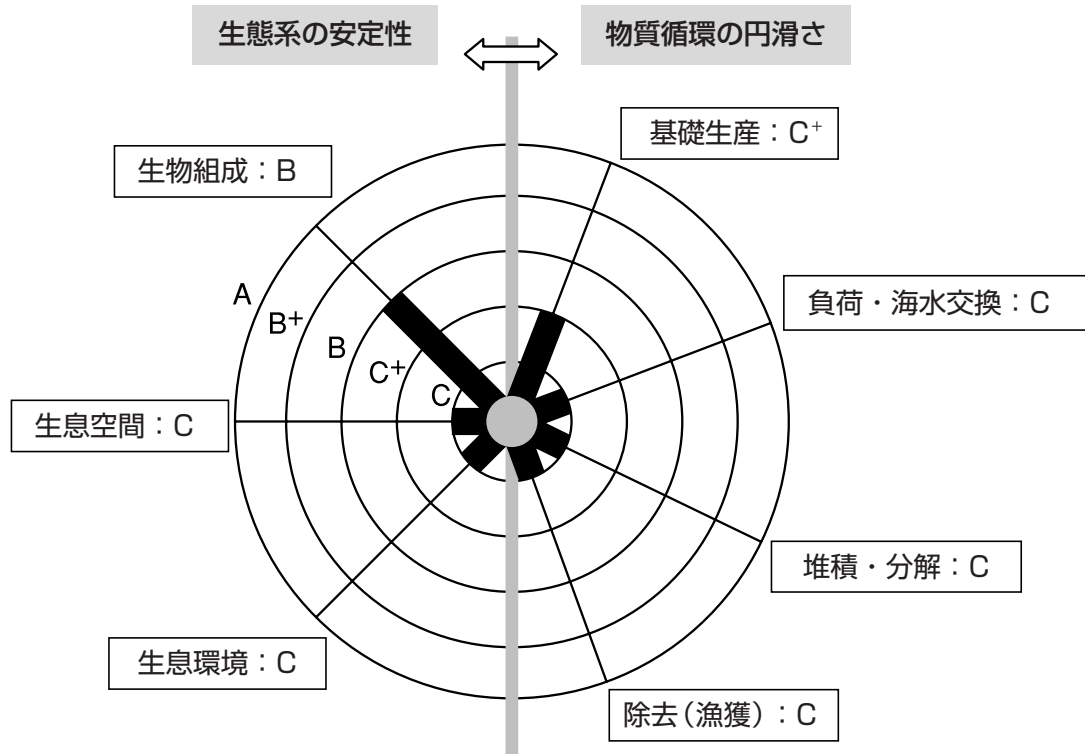 生態系の安定性
物質循環の円滑さ
基礎生産：C⁺
生物組成：B
負荷・海水交換：C
A
B⁺
B
C⁺
C
生息空間：C
堆積・分解：C
生息環境：C
除去（漁獲）：C